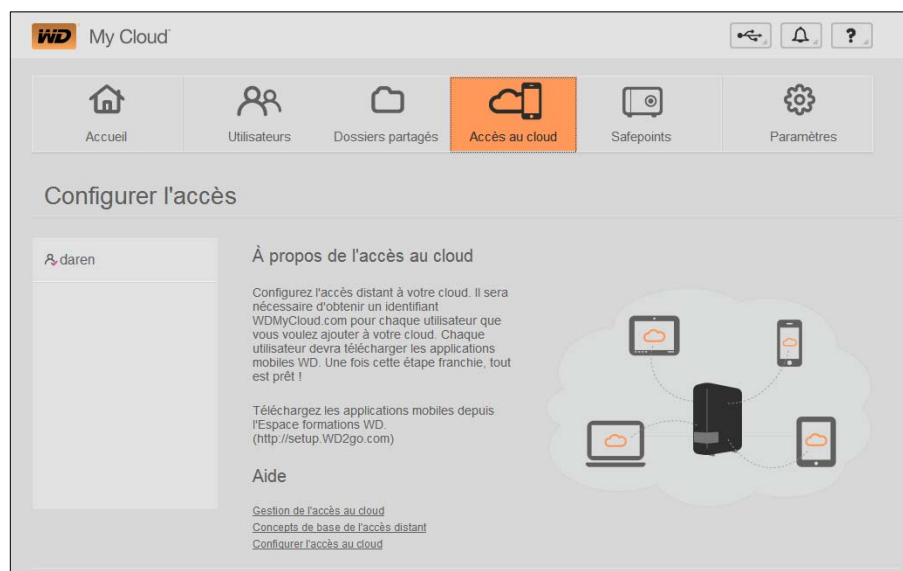 WD My Cloud
?
Accueil
Utilisateurs
Dossiers partagés
Accès au cloud
Safepoints
Paramètres
Configurer l'accès
daren
À propos de l'accès au cloud
Configurez l'accès distant à votre cloud. Il sera
nécessaire d'obtenir un identifiant
WDMyCloud.com pour chaque utilisateur que
vous voulez ajouter à votre cloud. Chaque
utilisateur devra télécharger les applications
mobiles WD. Une fois cette étape franchie, tout
est prêt !
Téléchargez les applications mobiles depuis
l'Espace formations WD.
(http://setup.WD2go.com)
Aide
Gestion de l'accès au cloud
Concepts de base de l'accès distant
Configurer l'accès au cloud